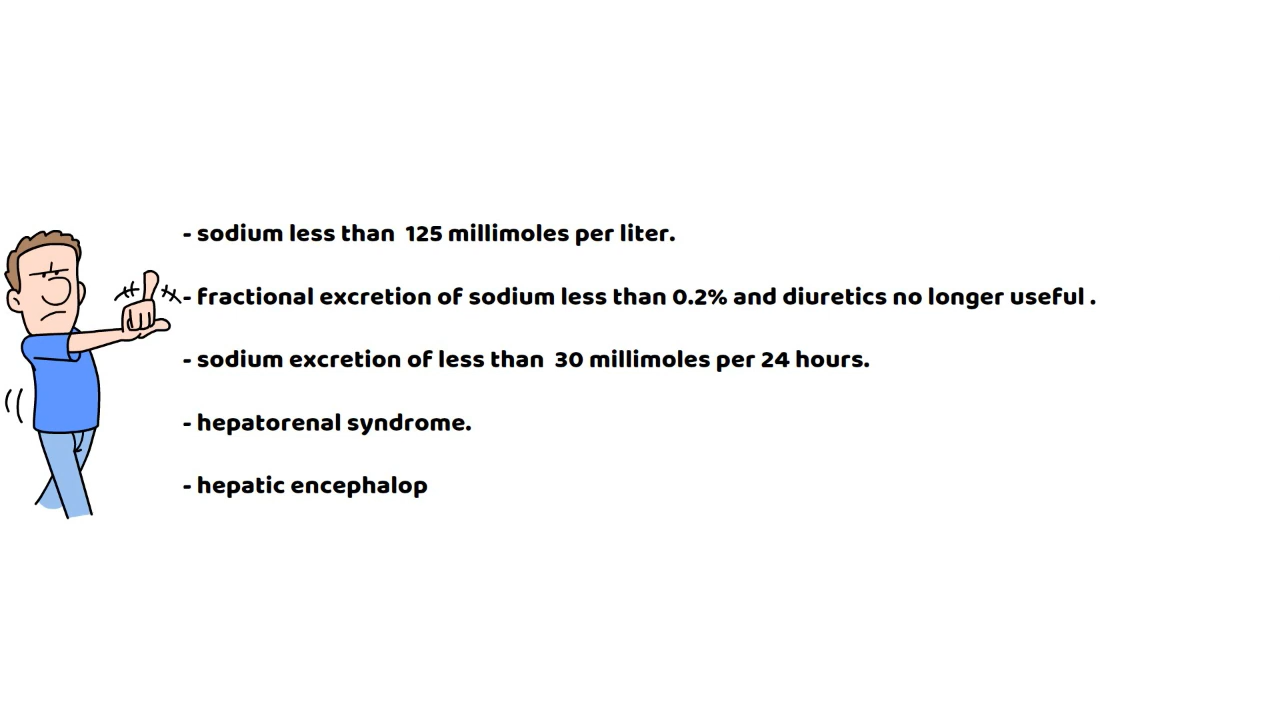 - sodium less than 125 millimoles per liter.
- fractional excretion of sodium less than 0.2% and diuretics no longer useful .
- sodium excretion of less than 30 millimoles per 24 hours.
- hepatorenal syndrome.
- hepatic encephalop